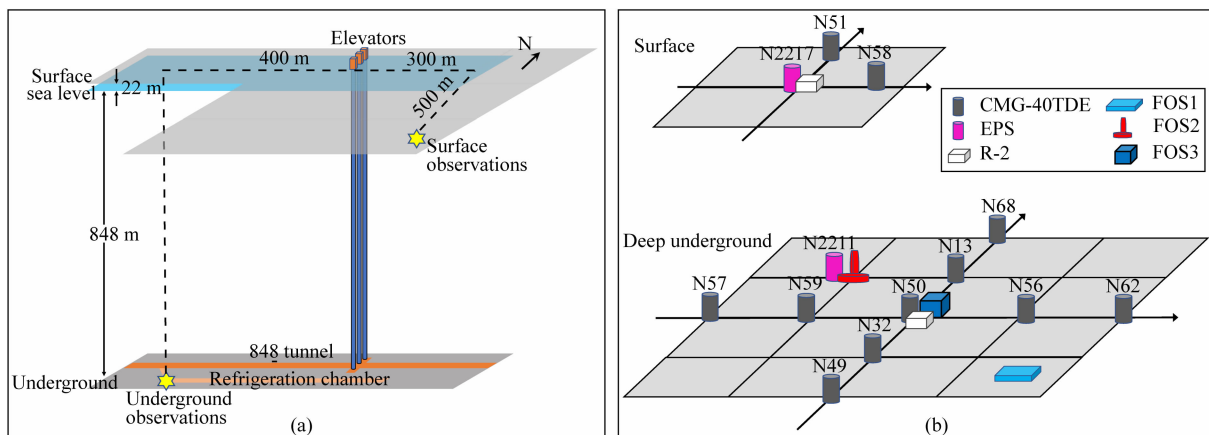 Elevators
N
400 m
300 m
Surface
sea level
22 m
500 m
Surface
observations
848 m
848 tunnel
Underground
Refrigeration chamber
Underground
observations
(a)
N51
Surface
N2217
N58
CMG-40TDE
FOS1
EPS
FOS2
R-2
FOS3
N68
Deep underground
N2211
N13
N57
N59
N50
N56
N62
N32
N49
(b)